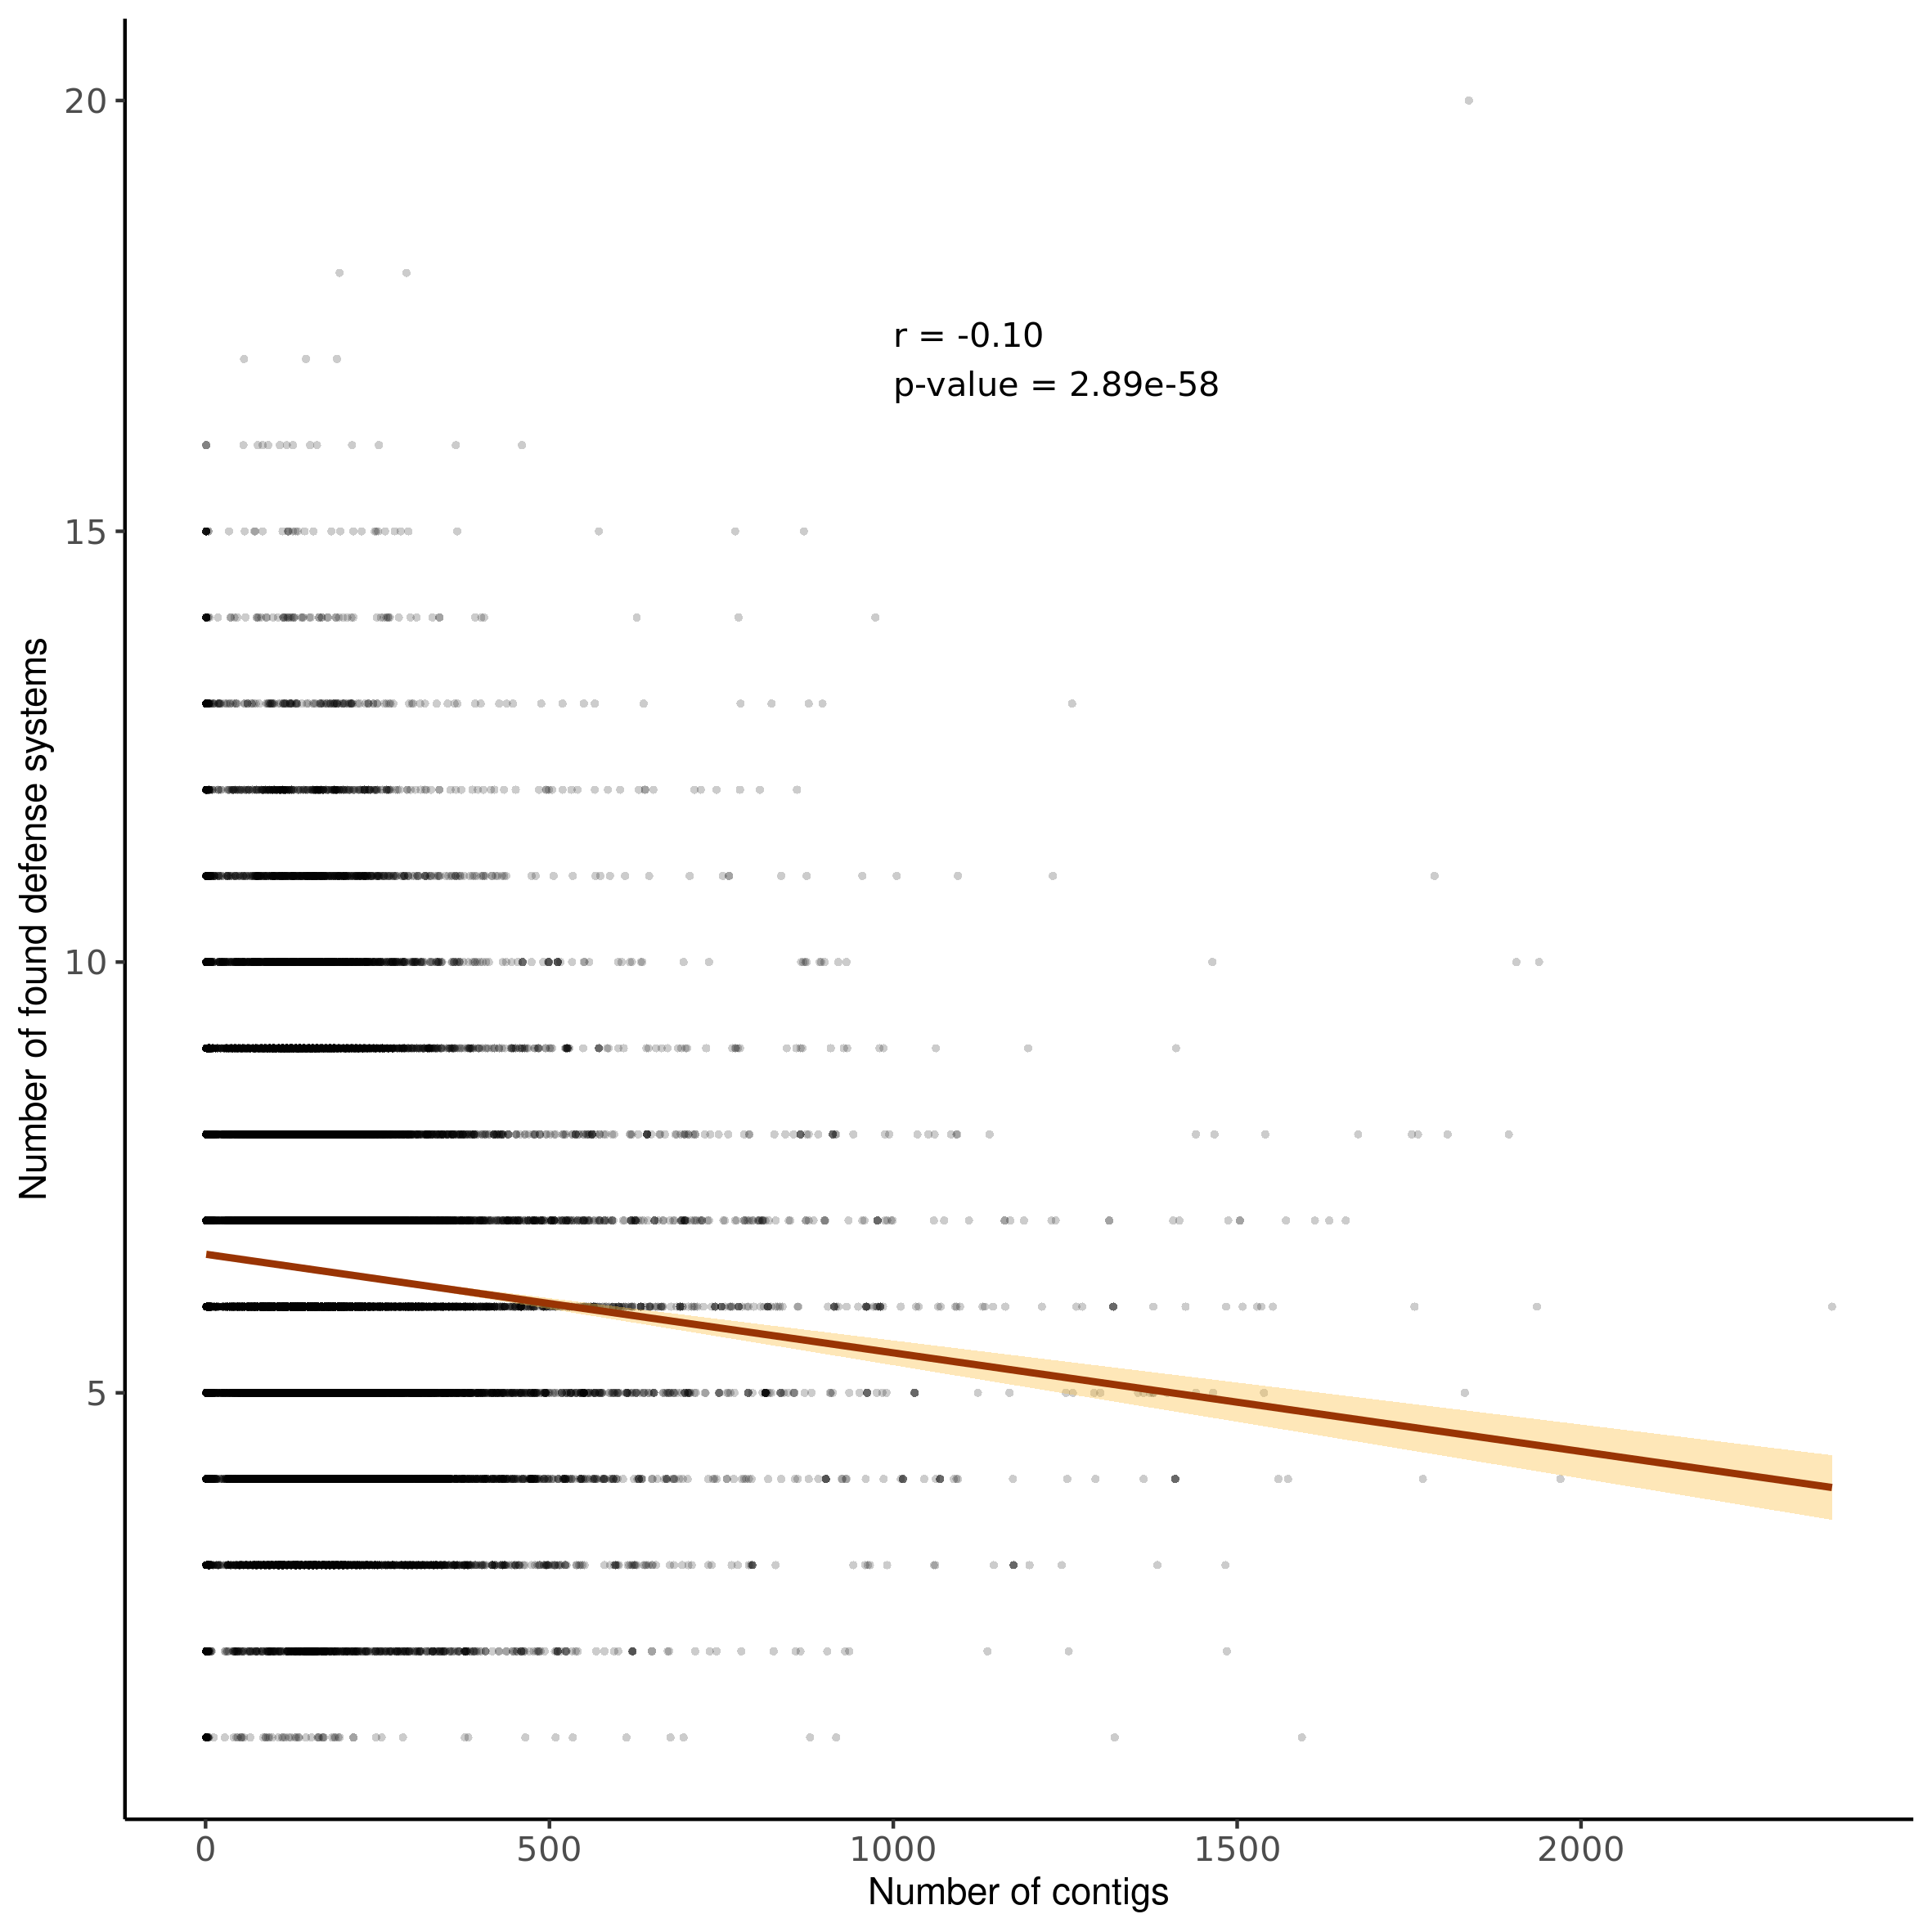 20
15
10
5
Number of found defense systems
r = -0.10
p-value = 2.89e-58
0 500 1000 1500 2000
Number of contigs